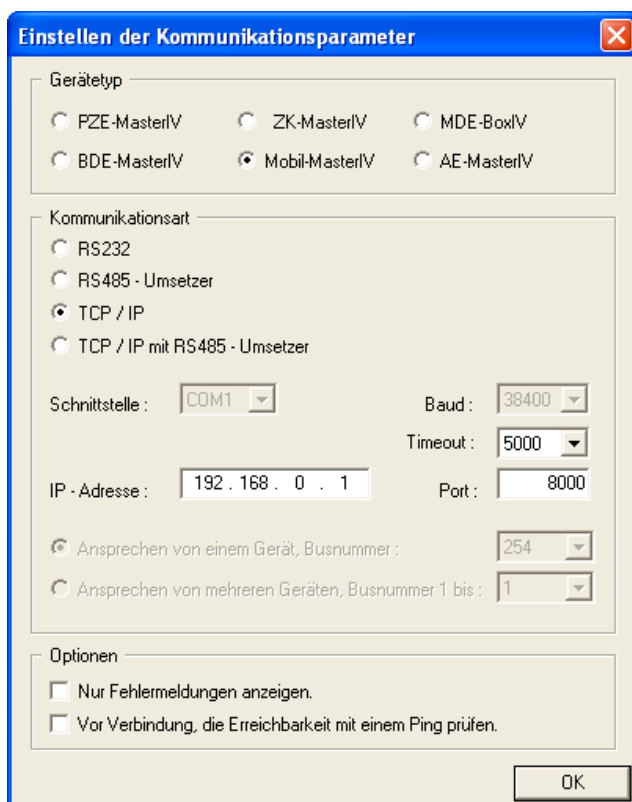 Einstellen der Kommunikationsparameter
Gerätetyp
PZE-MasterIV ZK-MasterIV MDE-BoxIV
BDE-MasterIV Mobil-MasterIV AE-MasterIV
Kommunikationsart
RS232
RS485 - Umsetzer
TCP / IP
TCP / IP mit RS485 - Umsetzer
Schnittstelle : COM1 Baud : 38400
Timeout : 5000
IP - Adresse : 192 . 168 . 0 . 1 Port : 8000
Ansprechen von einem Gerät, Busnummer : 254
Ansprechen von mehreren Geräten, Busnummer 1 bis : 1
Optionen
Nur Fehlermeldungen anzeigen.
Vor Verbindung, die Erreichbarkeit mit einem Ping prüfen.
OK